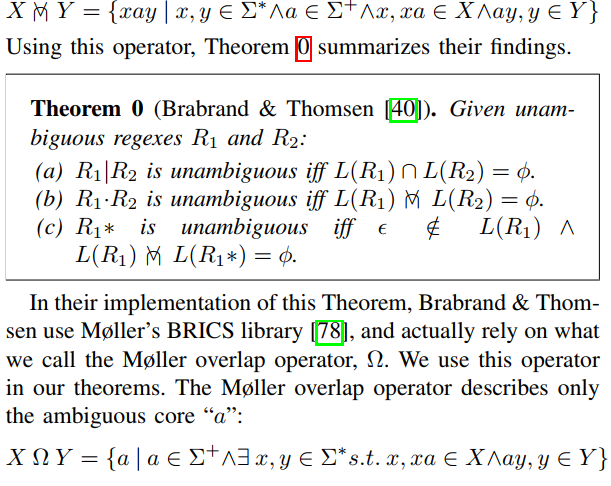 X ⩀ Y = {xay | x, y ∈ Σ*∧a ∈ Σ⁺∧x, xa ∈ X∧ay, y ∈ Y}
Using this operator, Theorem 0 summarizes their findings.
Theorem 0 (Brabrand & Thomsen [40]). Given unam-
biguous regexes R₁ and R₂:
(a) R₁|R₂ is unambiguous iff L(R₁) ∩ L(R₂) = ϕ.
(b) R₁·R₂ is unambiguous iff L(R₁) ⩀ L(R₂) = ϕ.
(c) R₁* is unambiguous iff ϵ ∉ L(R₁) ∧
L(R₁) ⩀ L(R₁*) = ϕ.
In their implementation of this Theorem, Brabrand & Thom-
sen use Møller's BRICS library [78], and actually rely on what
we call the Møller overlap operator, Ω. We use this operator
in our theorems. The Møller overlap operator describes only
the ambiguous core “a”:
X Ω Y = {a | a ∈ Σ⁺∧∃ x, y ∈ Σ*s.t. x, xa ∈ X∧ay, y ∈ Y}